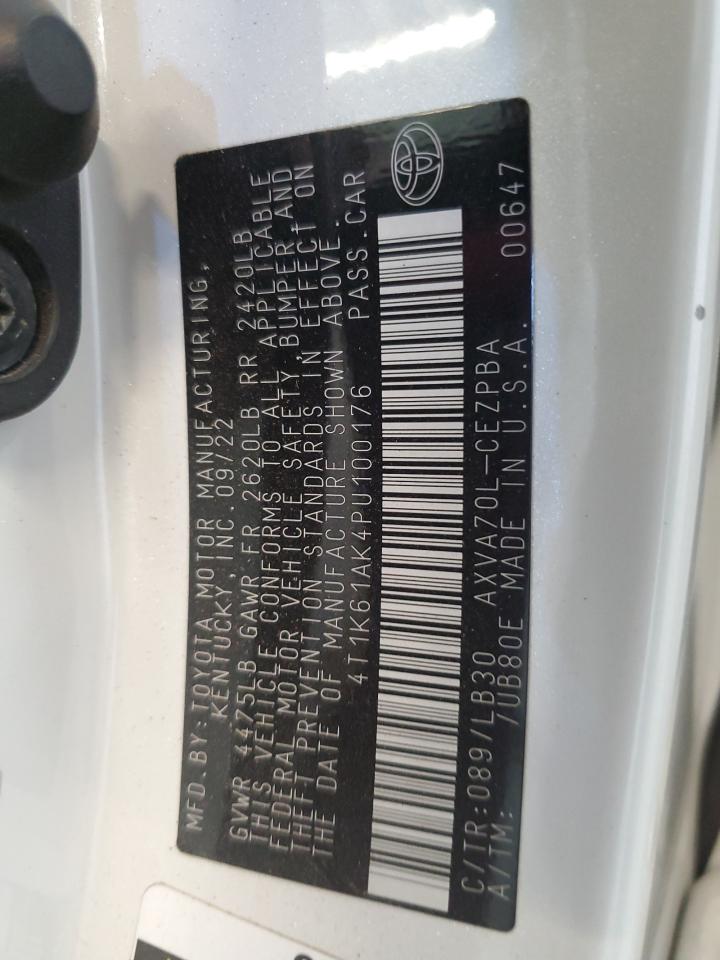 MFD.BY:TOYOTA MOTOR MANUFACTURING,
KENTUCKY,INC.09/22
GVWR 4475LB GAWR FR 2620LB RR 2420LB
THIS VEHICLE CONFORMS TO ALL APPLICABLE
FEDERAL MOTOR VEHICLE SAFETY,BUMPER,AND
THEFT PREVENTION STANDARDS IN EFFECT ON
THE DATE OF MANUFACTURE SHOWN ABOVE.
4T1K61AK4PU100176 PASS.CAR
C/TR:089/LB30 AXVA70L-CEZPBA 00647
A/TM: /UB80E MADE IN U.S.A.